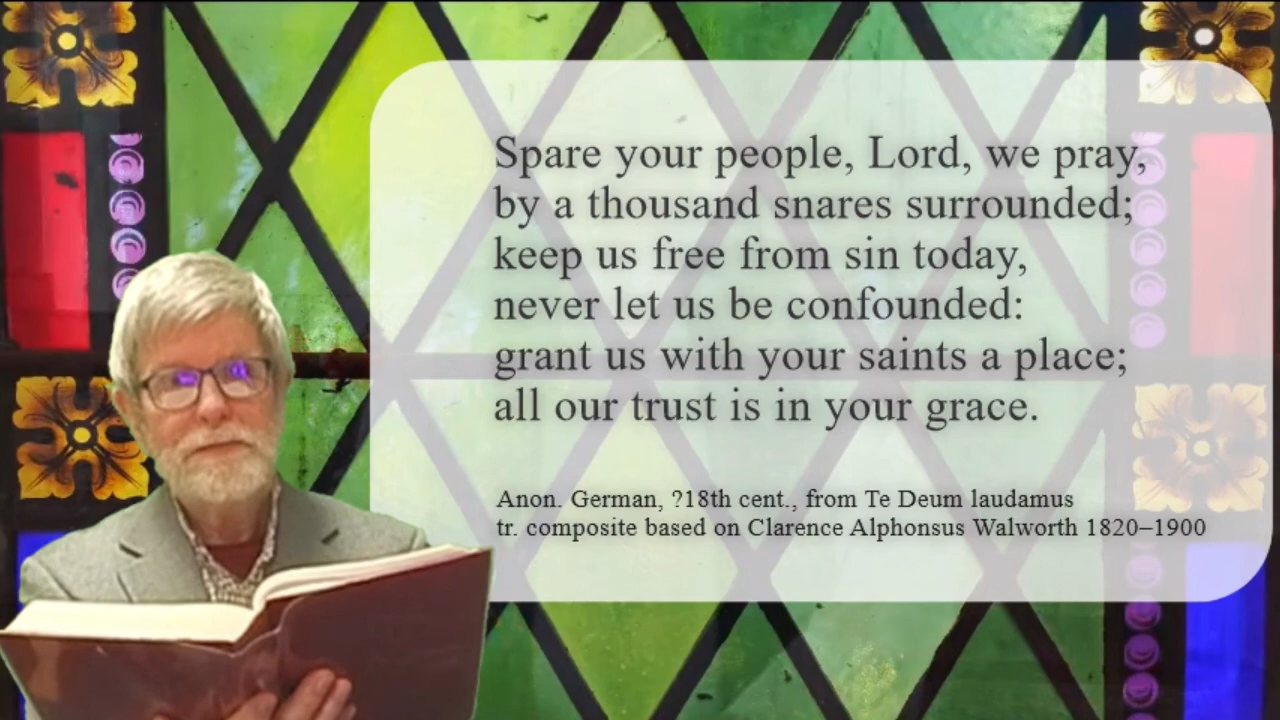 Spare your people, Lord, we pray,
by a thousand snares surrounded;
keep us free from sin today,
never let us be confounded:
grant us with your saints a place;
all our trust is in your grace.
Anon. German, ?18th cent., from Te Deum laudamus
tr. composite based on Clarence Alphonsus Walworth 1820–1900